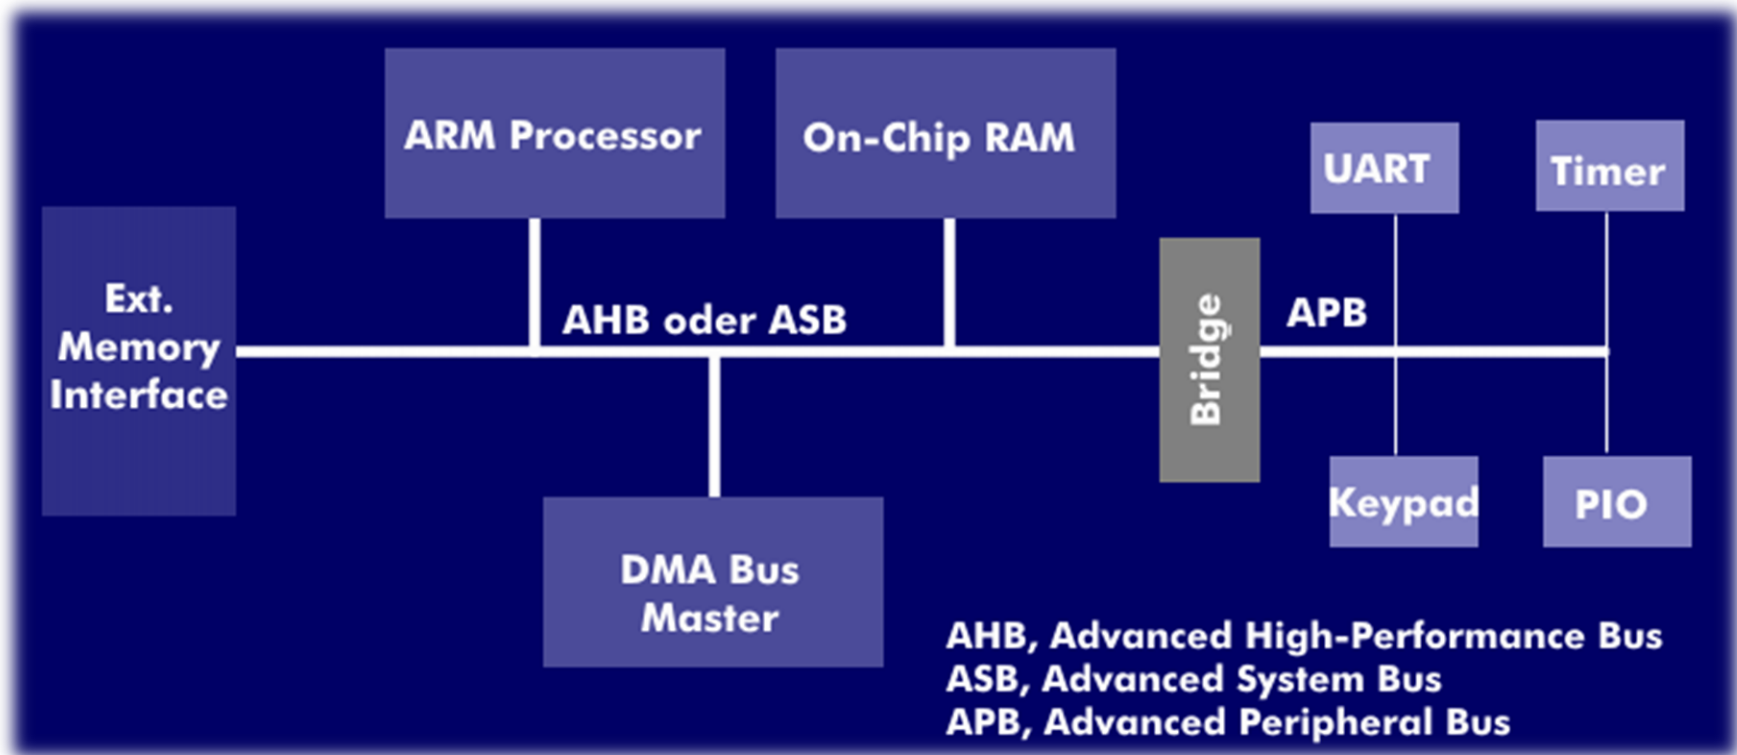 ARM Processor
On-Chip RAM
UART
Timer
Ext.
Memory
Interface
AHB oder ASB
Bridge
APB
Keypad
PIO
DMA Bus
Master
AHB, Advanced High-Performance Bus
ASB, Advanced System Bus
APB, Advanced Peripheral Bus